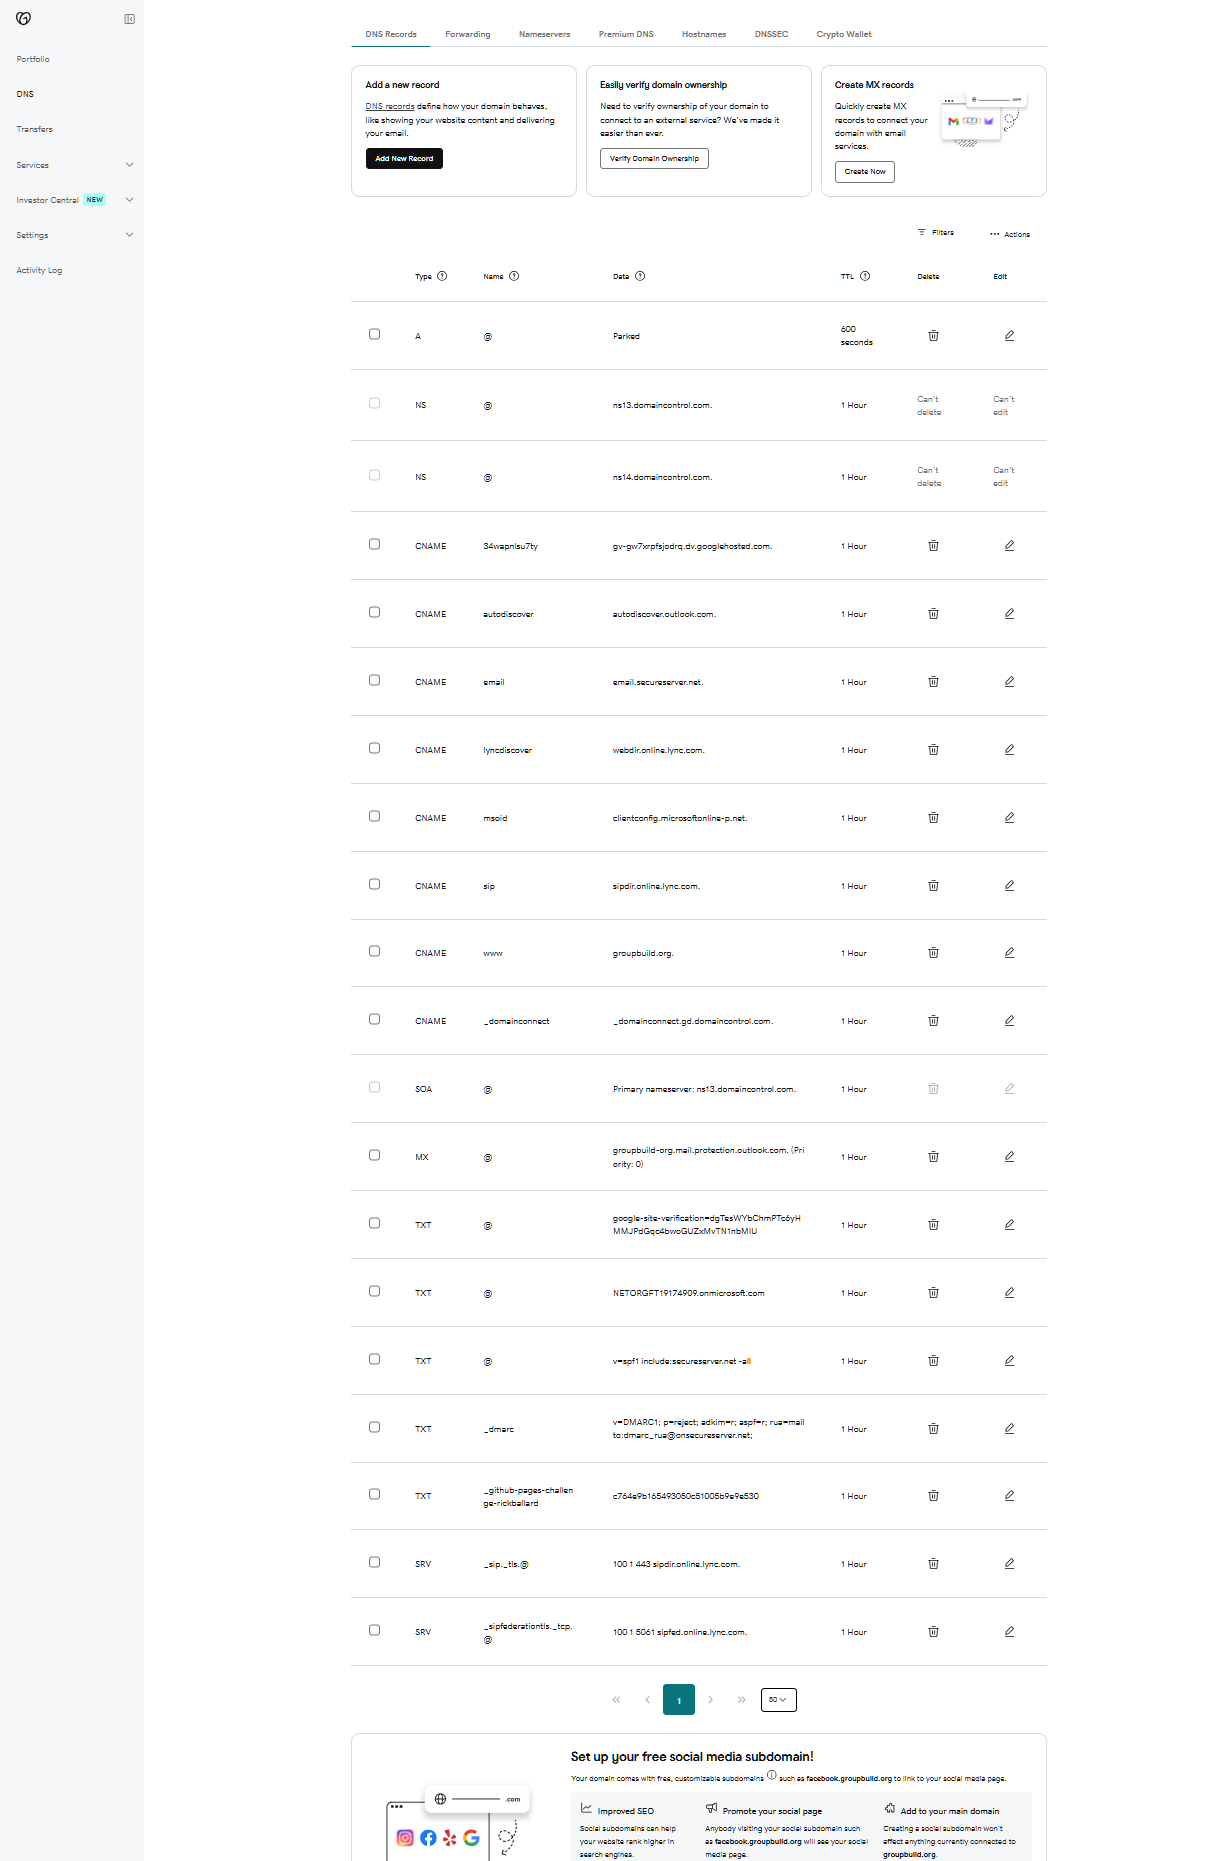 Portfolio
DNS
Transfers
Services
Investor Central NEW
Settings
Activity Log
DNS Records Forwarding Nameservers Premium DNS Hostnames DNSSEC Crypto Wallet
Add a new record
DNS records define how your domain behaves,
like showing your website content and delivering
your email.
Add New Record
Easily verify domain ownership
Need to verify ownership of your domain to
connect to an external service? We've made it
easier than ever.
Verify Domain Ownership
Create MX records
Quickly create MX
records to connect your
domain with email
services.
Create Now
.com
Filters ··· Actions
Type Name Data TTL Delete Edit
A @ Parked 600 seconds
NS @ ns13.domaincontrol.com. 1 Hour Can't delete Can't edit
NS @ ns14.domaincontrol.com. 1 Hour Can't delete Can't edit
CNAME 34wapnlsu7ty gv-gw7xrpfsjodrq.dv.googlehosted.com. 1 Hour
CNAME autodiscover autodiscover.outlook.com. 1 Hour
CNAME email email.secureserver.net. 1 Hour
CNAME lyncdiscover webdir.online.lync.com. 1 Hour
CNAME msoid clientconfig.microsoftonline-p.net. 1 Hour
CNAME sip sipdir.online.lync.com. 1 Hour
CNAME www groupbuild.org. 1 Hour
CNAME _domainconnect _domainconnect.gd.domaincontrol.com. 1 Hour
SOA @ Primary nameserver: ns13.domaincontrol.com. 1 Hour
MX @ groupbuild-org.mail.protection.outlook.com. (Pri
ority: 0) 1 Hour
TXT @ google-site-verification=dgTesWYbChmPTc6yH
MMJPdGqc4bwoGUZxMvTN1nbMIU 1 Hour
TXT @ NETORGFT19174909.onmicrosoft.com 1 Hour
TXT @ v=spf1 include:secureserver.net -all 1 Hour
TXT _dmarc v=DMARC1; p=reject; adkim=r; aspf=r; rua=mail
to:dmarc_rua@onsecureserver.net; 1 Hour
TXT _github-pages-challen
ge-rickballard c764e9b165493050c51005b9e9e530 1 Hour
SRV _sip._tls.@ 100 1 443 sipdir.online.lync.com. 1 Hour
SRV _sipfederationtls._tcp.
@ 100 1 5061 sipfed.online.lync.com. 1 Hour
1 50
Set up your free social media subdomain!
Your domain comes with free, customizable subdomains such as facebook.groupbuild.org to link to your social media page.
.com
Improved SEO
Social subdomains can help
your website rank higher in
search engines.
Promote your social page
Anybody visiting your social subdomain such
as facebook.groupbuild.org will see your social
media page.
Add to your main domain
Creating a social subdomain won't
affect anything currently connected to
groupbuild.org.